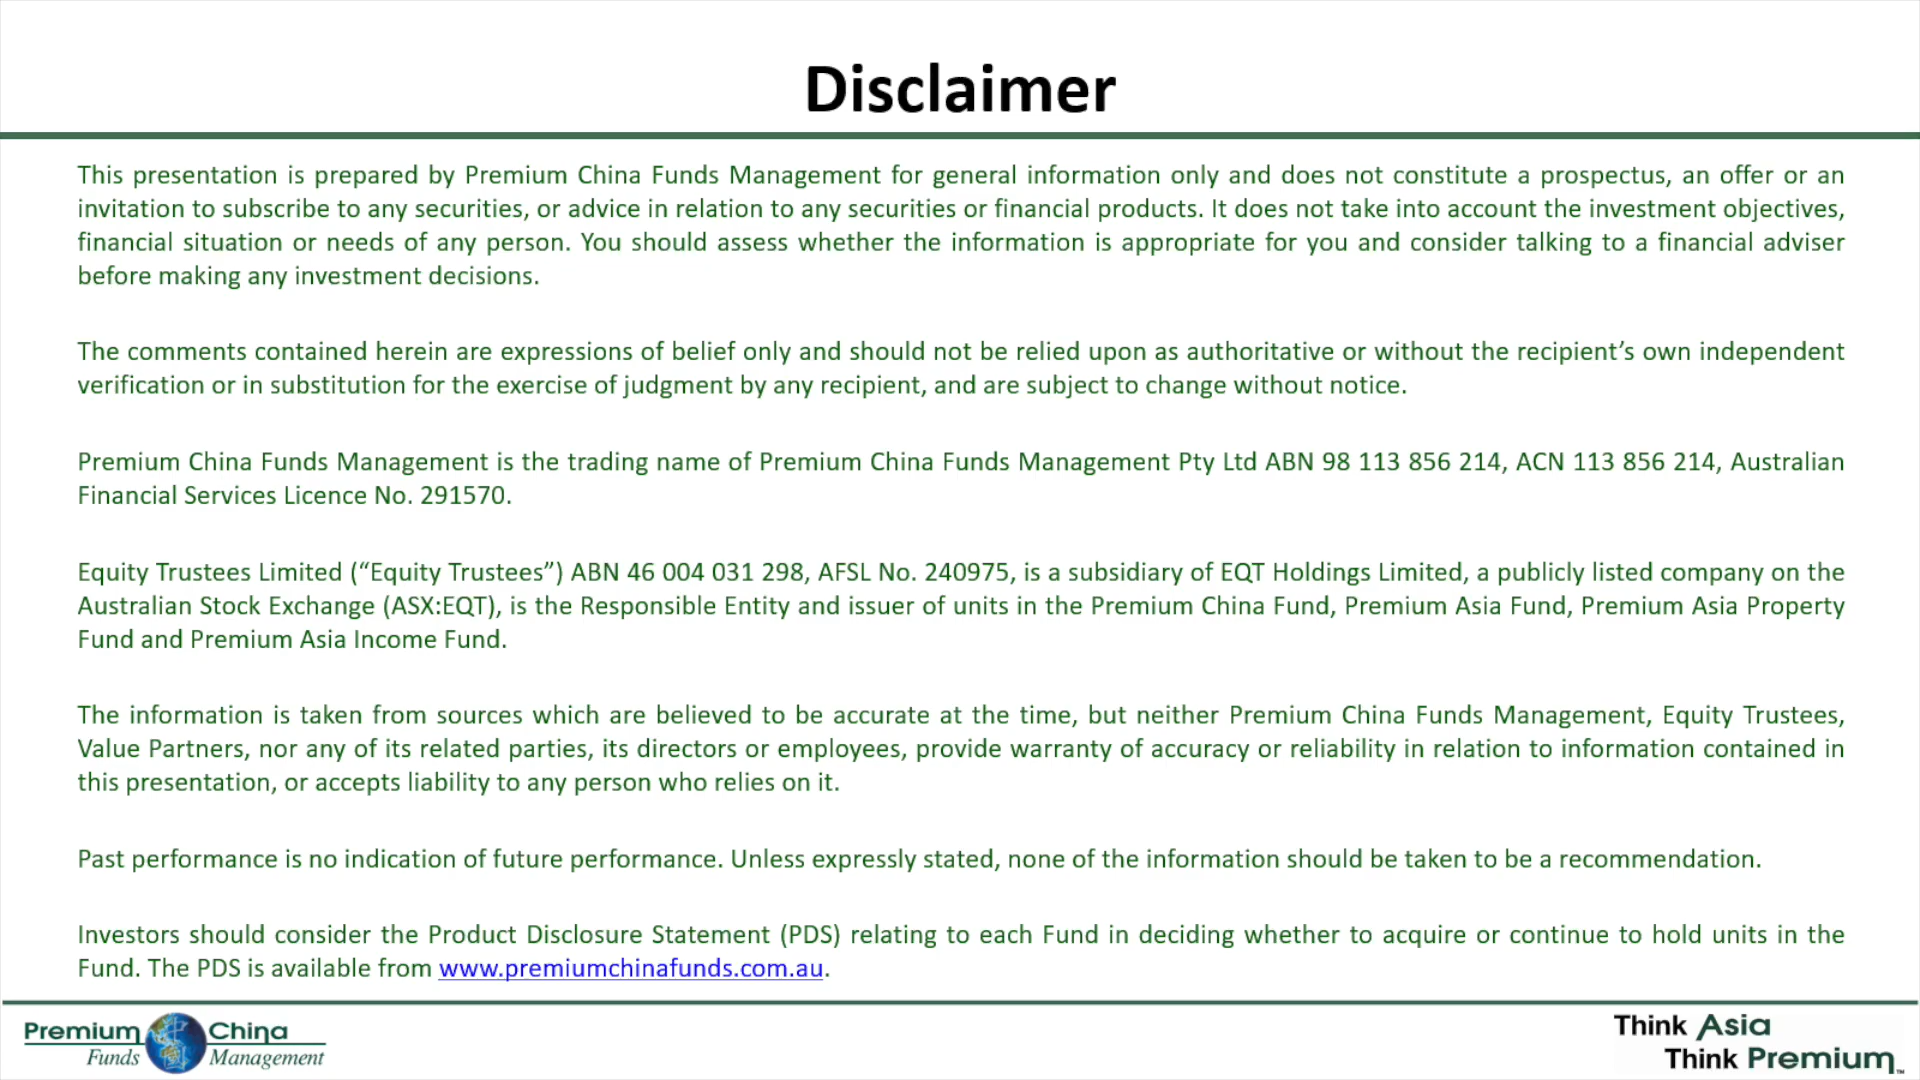 Disclaimer
This presentation is prepared by Premium China Funds Management for general information only and does not constitute a prospectus, an offer or an
invitation to subscribe to any securities, or advice in relation to any securities or financial products. It does not take into account the investment objectives,
financial situation or needs of any person. You should assess whether the information is appropriate for you and consider talking to a financial adviser
before making any investment decisions.
The comments contained herein are expressions of belief only and should not be relied upon as authoritative or without the recipient’s own independent
verification or in substitution for the exercise of judgment by any recipient, and are subject to change without notice.
Premium China Funds Management is the trading name of Premium China Funds Management Pty Ltd ABN 98 113 856 214, ACN 113 856 214, Australian
Financial Services Licence No. 291570.
Equity Trustees Limited (“Equity Trustees”) ABN 46 004 031 298, AFSL No. 240975, is a subsidiary of EQT Holdings Limited, a publicly listed company on the
Australian Stock Exchange (ASX:EQT), is the Responsible Entity and issuer of units in the Premium China Fund, Premium Asia Fund, Premium Asia Property
Fund and Premium Asia Income Fund.
The information is taken from sources which are believed to be accurate at the time, but neither Premium China Funds Management, Equity Trustees,
Value Partners, nor any of its related parties, its directors or employees, provide warranty of accuracy or reliability in relation to information contained in
this presentation, or accepts liability to any person who relies on it.
Past performance is no indication of future performance. Unless expressly stated, none of the information should be taken to be a recommendation.
Investors should consider the Product Disclosure Statement (PDS) relating to each Fund in deciding whether to acquire or continue to hold units in the
Fund. The PDS is available from www.premiumchinafunds.com.au.
Premium China
Funds Management
Think Asia
Think Premium™